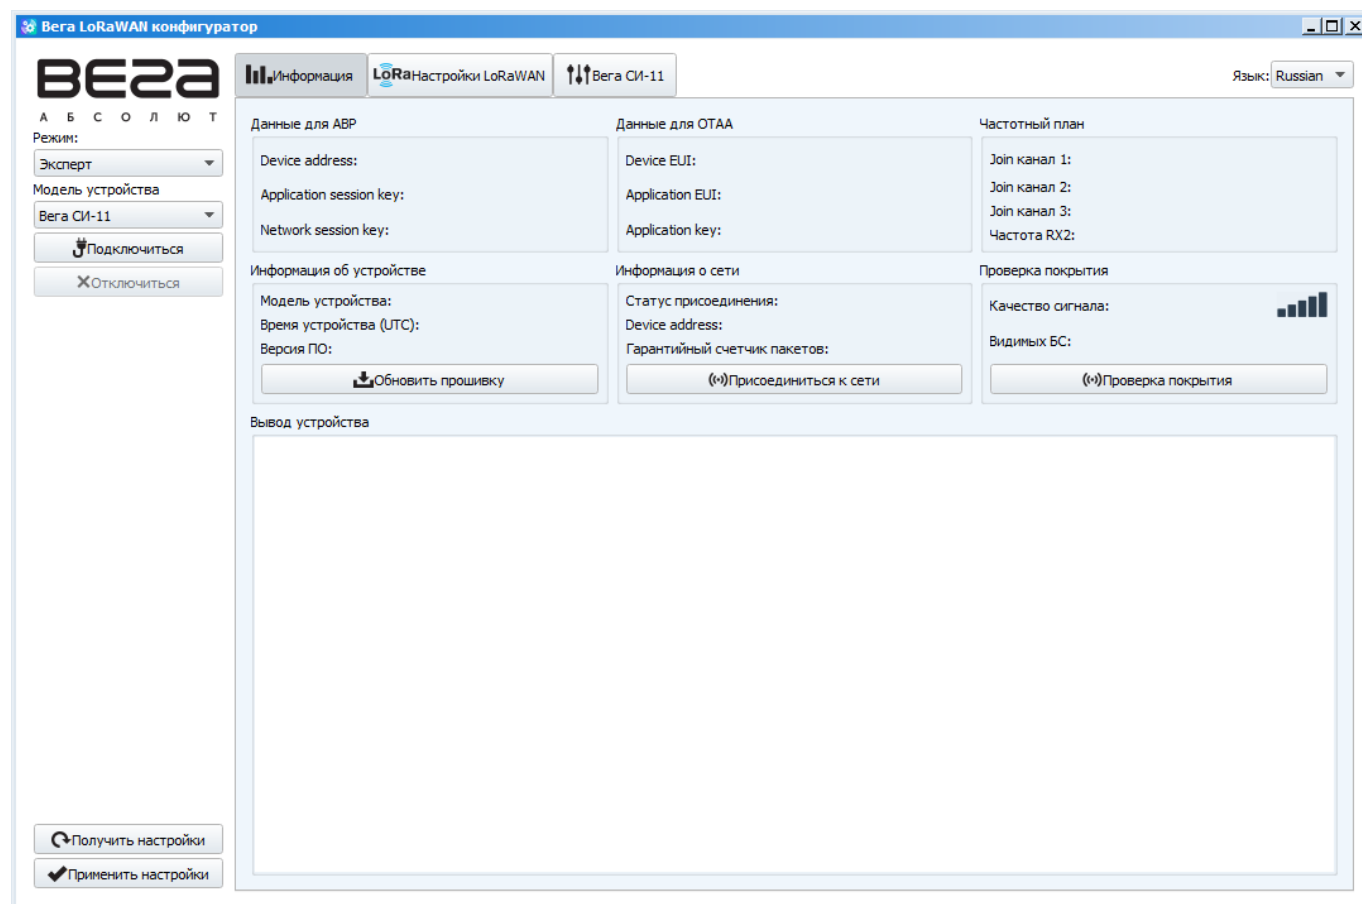 Вега LoRaWAN конфигуратор
ВЕГА
АБСОЛЮТ
Режим:
Эксперт
Модель устройства
Вега СИ-11
Подключиться
Отключиться
Получить настройки
Применить настройки
Информация
LoRa Настройки LoRaWAN
Вега СИ-11
Язык: Russian
Данные для ABP
Device address:
Application session key:
Network session key:
Данные для OTAA
Device EUI:
Application EUI:
Application key:
Частотный план
Join канал 1:
Join канал 2:
Join канал 3:
Частота RX2:
Информация об устройстве
Модель устройства:
Время устройства (UTC):
Версия ПО:
Обновить прошивку
Информация о сети
Статус присоединения:
Device address:
Гарантийный счетчик пакетов:
Присоединиться к сети
Проверка покрытия
Качество сигнала:
Видимых БС:
Проверка покрытия
Вывод устройства